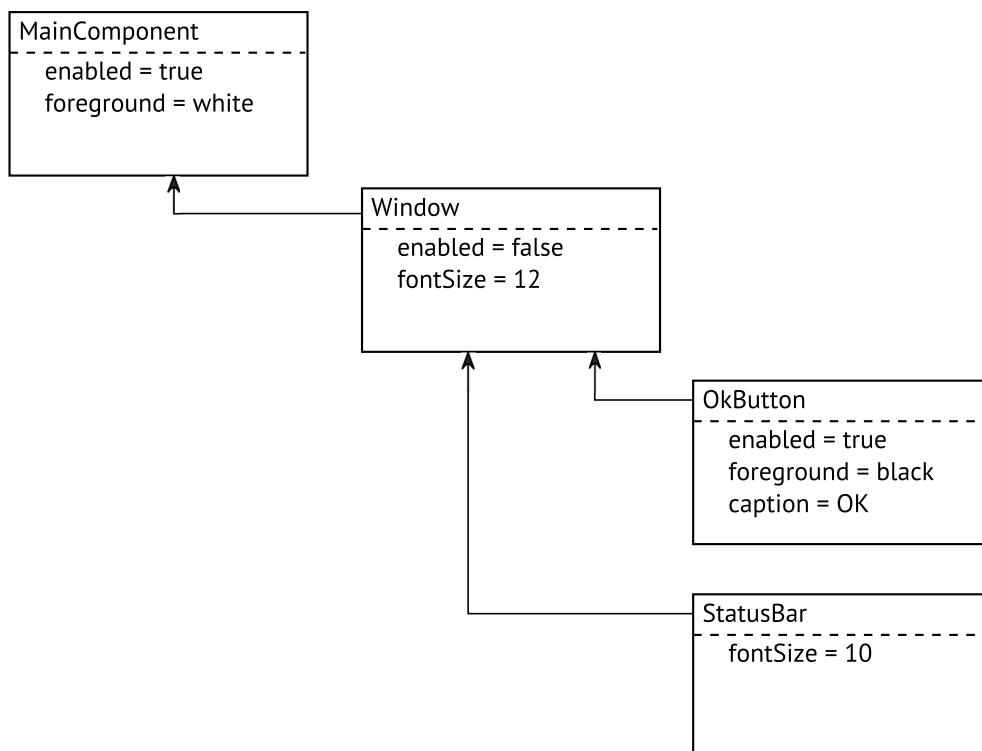 MainComponent
enabled = true
foreground = white
Window
enabled = false
fontSize = 12
OkButton
enabled = true
foreground = black
caption = OK
StatusBar
fontSize = 10